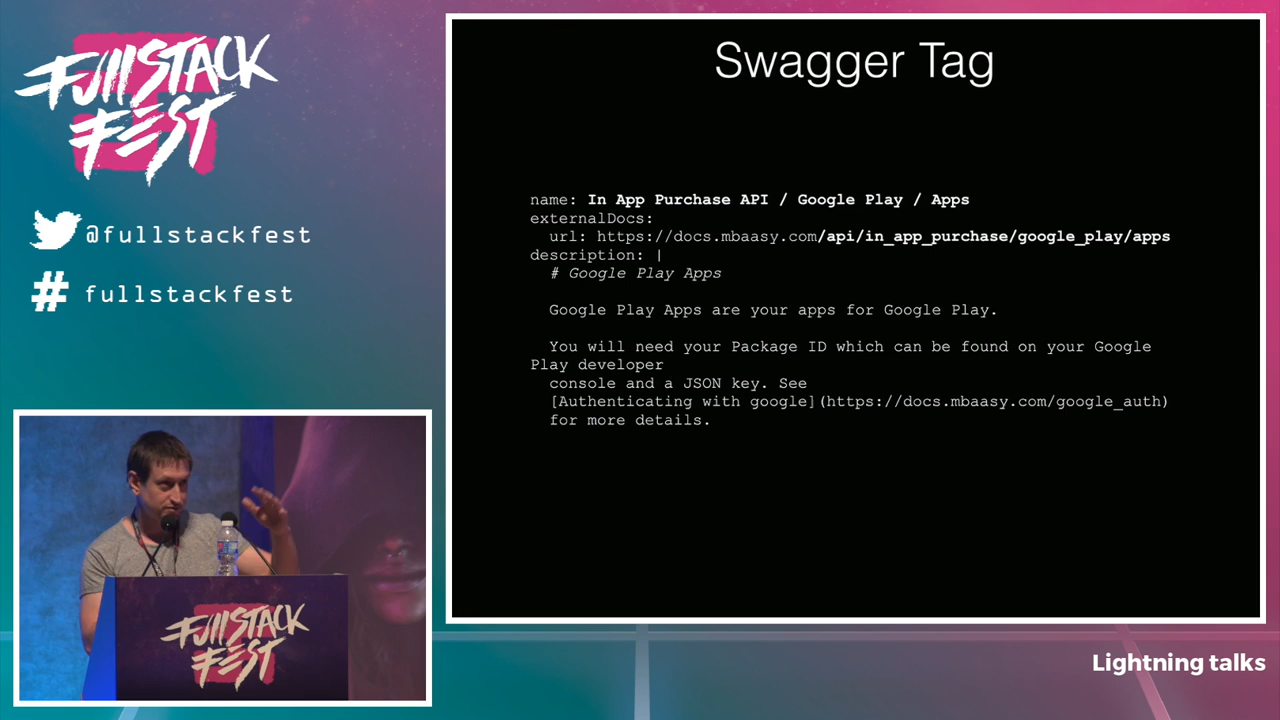 FullStack
Fest
@fullstackfest
# fullstackfest
Swagger Tag
name: In App Purchase API / Google Play / Apps
externalDocs:
url: https://docs.mbaasy.com/api/in_app_purchase/google_play/apps
description: |
# Google Play Apps
Google Play Apps are your apps for Google Play.
You will need your Package ID which can be found on your Google
Play developer
console and a JSON key. See
[Authenticating with google](https://docs.mbaasy.com/google_auth)
for more details.
FullStack
Fest
Lightning talks